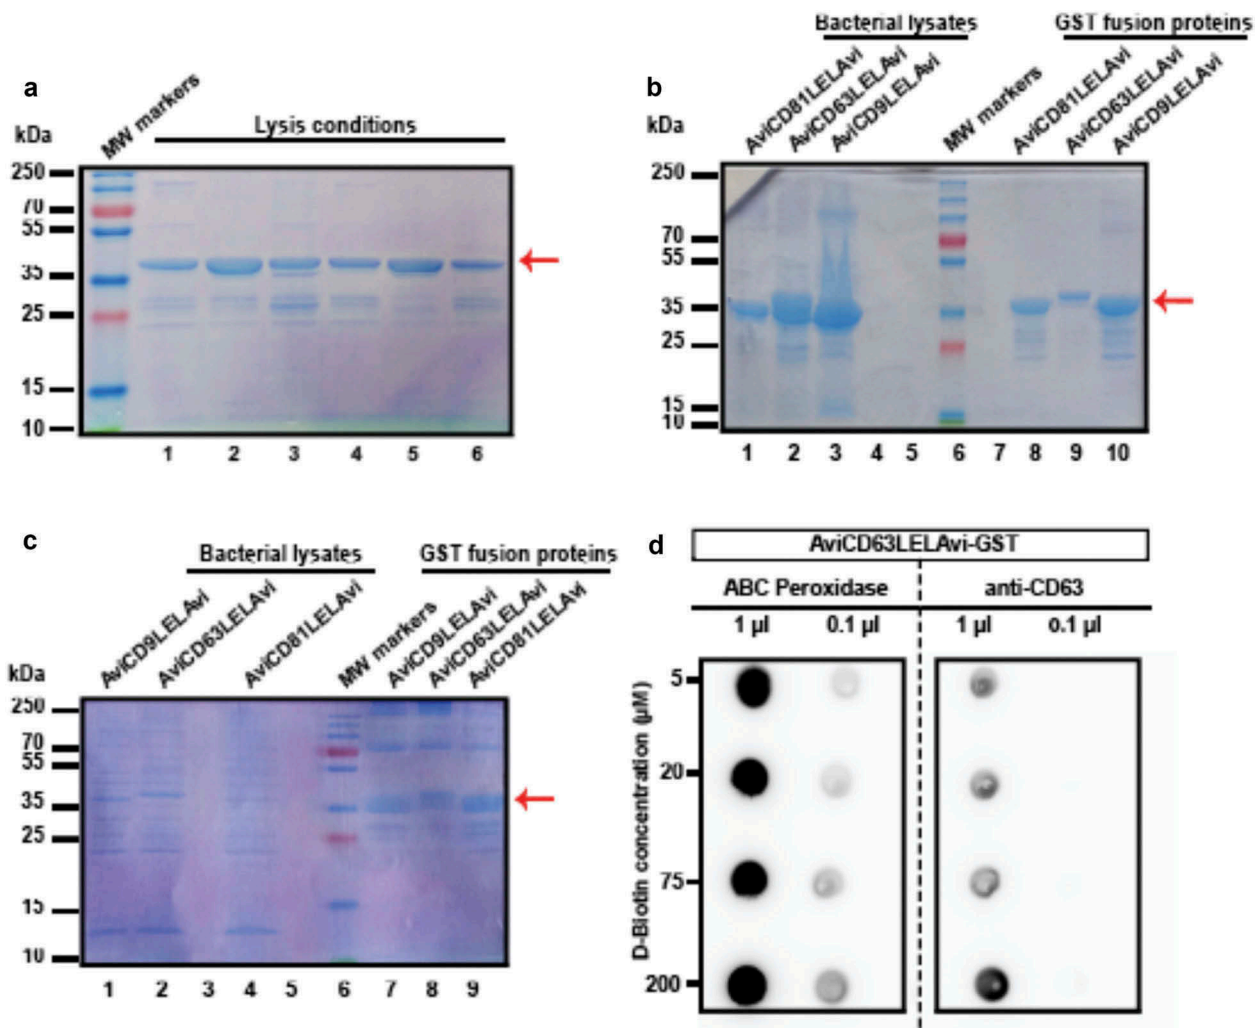 a
kDa
MW markers
Lysis conditions
250
70
55
35
25
15
10
1 2 3 4 5 6
b
kDa
Bacterial lysates
GST fusion proteins
AviCD81LELAvi
AviCD63LELAvi
AviCD9LELAvi
MW markers
AviCD81LELAvi
AviCD63LELAvi
AviCD9LELAvi
250
70
55
35
25
15
10
1 2 3 4 5 6 7 8 9 10
c
kDa
Bacterial lysates
GST fusion proteins
AviCD9LELAvi
AviCD63LELAvi
AviCD81LELAvi
MW markers
AviCD9LELAvi
AviCD63LELAvi
AviCD81LELAvi
250
70
55
35
25
15
10
1 2 3 4 5 6 7 8 9
d
AviCD63LELAvi-GST
ABC Peroxidase
anti-CD63
1 µl 0.1 µl
1 µl 0.1 µl
D-Biotin concentration (µM)
5
20
75
200